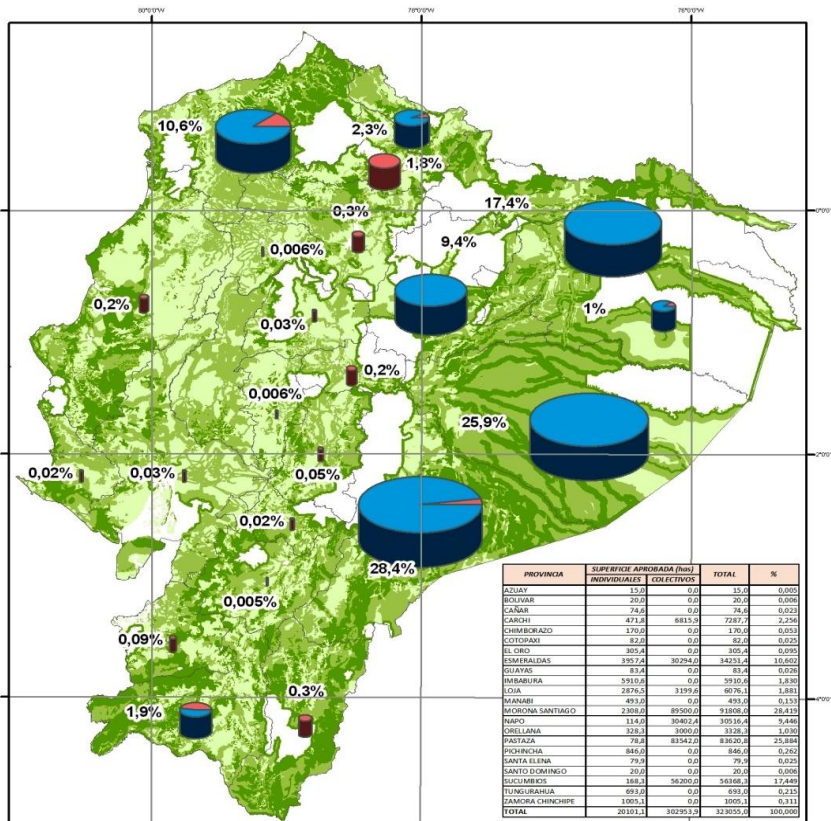 80°0'0"W 78°0'0"W 76°0'0"W
10,6%
2,3%
1,8%
17,4%
0°0'0"
0,3%
9,4%
0,006%
0,2%
1%
0,03%
0,2%
0,006%
25,9%
2°0'0"
0,02%
0,03%
0,05%
0,02%
28,4%
0,005%
0,09%
4°0'0"
0,3%
1,9%
PROVINCIA SUPERFICIE APROBADA (has) TOTAL %
INDIVIDUALES COLECTIVOS
AZUAY 15,0 0,0 15,0 0,005
BOLIVAR 20,0 0,0 20,0 0,006
CAÑAR 74,6 0,0 74,6 0,023
CARCHI 471,8 6815,9 7287,7 2,256
CHIMBORAZO 170,0 0,0 170,0 0,053
COTOPAXI 82,0 0,0 82,0 0,025
EL ORO 305,4 0,0 305,4 0,095
ESMERALDAS 3957,4 30294,0 34251,4 10,602
GUAYAS 83,4 0,0 83,4 0,026
IMBABURA 5910,6 0,0 5910,6 1,830
LOJA 2876,5 3199,6 6076,1 1,881
MANABI 493,0 0,0 493,0 0,153
MORONA SANTIAGO 2308,0 89500,0 91808,0 28,419
NAPO 114,0 30402,4 30516,4 9,446
ORELLANA 328,3 3000,0 3328,3 1,030
PASTAZA 78,8 83542,0 83620,8 25,884
PICHINCHA 846,0 0,0 846,0 0,262
SANTA ELENA 79,9 0,0 79,9 0,025
SANTO DOMINGO 20,0 0,0 20,0 0,006
SUCUMBIOS 168,3 56200,0 56368,3 17,449
TUNGURAHUA 693,0 0,0 693,0 0,215
ZAMORA CHINCHIPE 1005,1 0,0 1005,1 0,311
TOTAL 20101,1 302953,9 323055,0 100,000